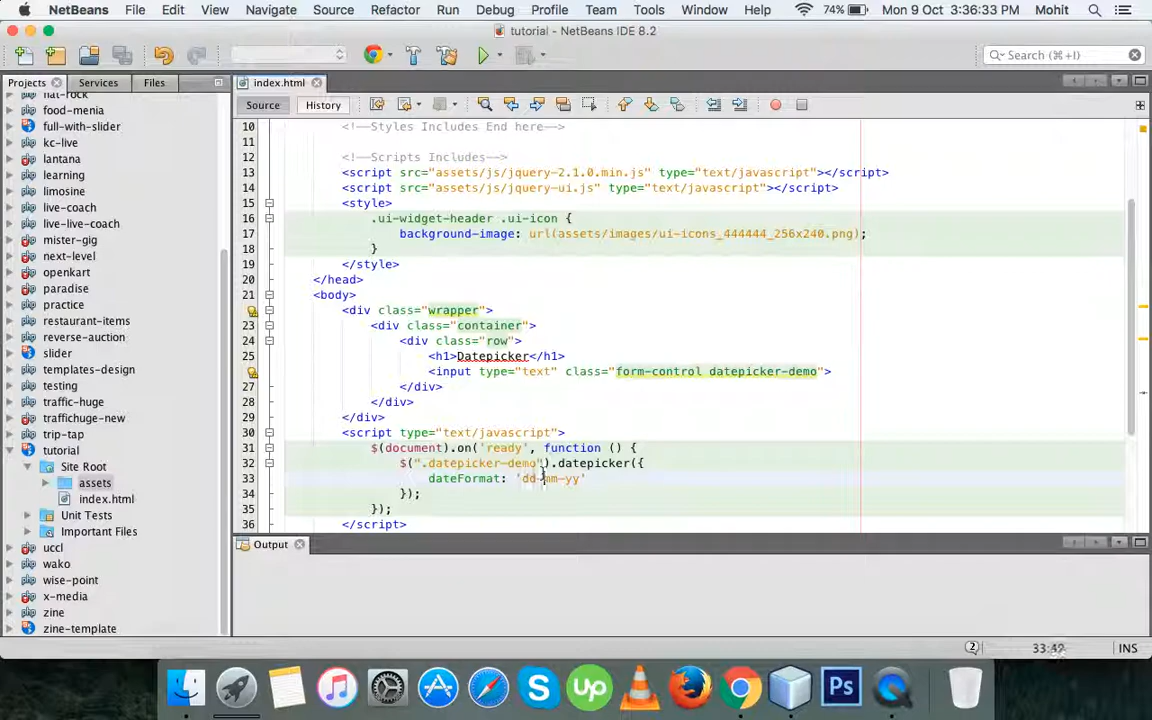 NetBeans File Edit View Navigate Source Refactor Run Debug Profile Team Tools Window Help 74% Mon 9 Oct 3:36:33 PM Mohit
tutorial - NetBeans IDE 8.2
Search (⌘+I)
Projects Services Files index.html
Source History
flat-rock
food-menia
full-with-slider
kc-live
lantana
learning
limosine
live-coach
live-live-coach
mister-gig
next-level
openkart
paradise
practice
restaurant-items
reverse-auction
slider
templates-design
testing
traffic-huge
traffichuge-new
trip-tap
tutorial
Site Root
assets
index.html
Unit Tests
Important Files
uccl
wako
wise-point
x-media
zine
zine-template
10 <!--Styles Includes End here-->
11
12 <!--Scripts Includes-->
13 <script src="assets/js/jquery-2.1.0.min.js" type="text/javascript"></script>
14 <script src="assets/js/jquery-ui.js" type="text/javascript"></script>
15 <style>
16 .ui-widget-header .ui-icon {
17 background-image: url(assets/images/ui-icons_444444_256x240.png);
18 }
19 </style>
20 </head>
21 <body>
22 <div class="wrapper">
23 <div class="container">
24 <div class="row">
25 <h1>Datepicker</h1>
26 <input type="text" class="form-control datepicker-demo">
27 </div>
28 </div>
29 </div>
30 <script type="text/javascript">
31 $(document).on('ready', function () {
32 $(".datepicker-demo").datepicker({
33 dateFormat: 'dd-mm-yy'
34 });
35 });
36 </script>
Output
2 33:49 INS
S Up Ps